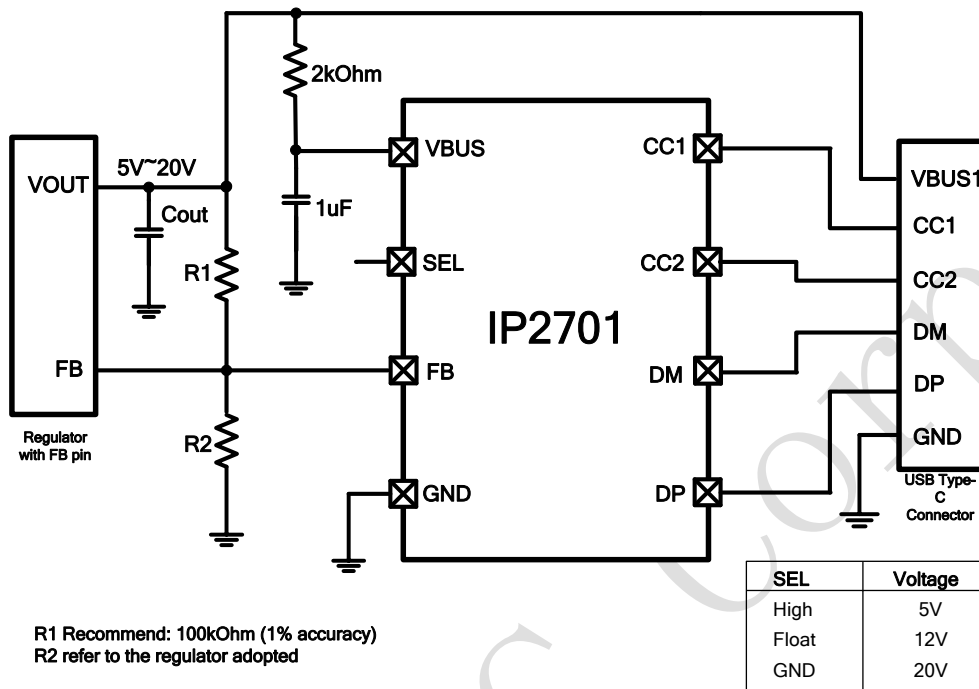 2kOhm
VBUS
CC1
VBUS1
5V~20V
VOUT
Cout
1uF
CC1
R1
SEL
CC2
CC2
IP2701
DM
FB
FB
DM
DP
Regulator
with FB pin
R2
GND
GND
DP
USB Type-
C
Connector
SEL Voltage
High 5V
Float 12V
GND 20V
R1 Recommend: 100kOhm (1% accuracy)
R2 refer to the regulator adopted